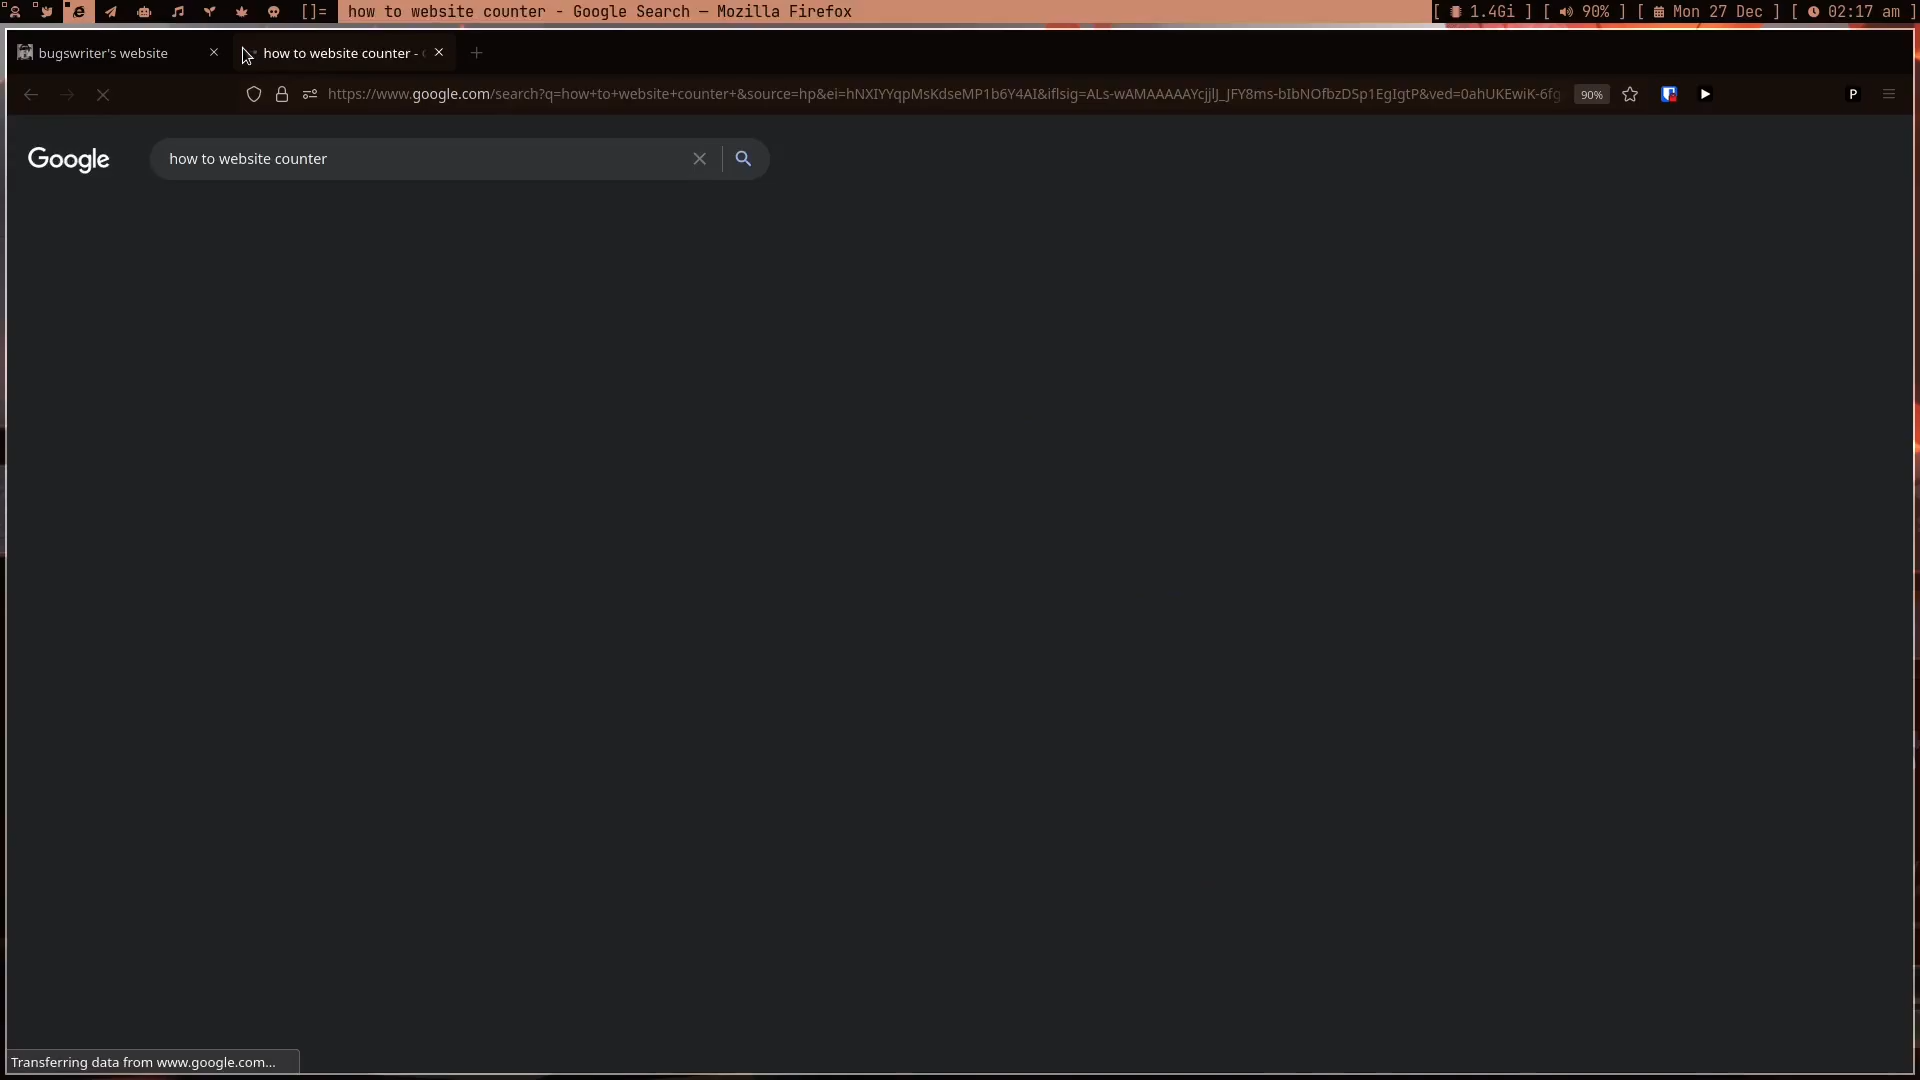 []= how to website counter - Google Search — Mozilla Firefox [ 1.4Gi ] [ 90% ] [ Mon 27 Dec ] [ 02:17 am ]
bugswriter's website how to website counter -
https://www.google.com/search?q=how+to+website+counter+&source=hp&ei=hNXIYYqpMsKdseMP1b6Y4AI&iflsig=ALs-wAMAAAAAYcjjlJ_JFY8ms-bIbNOfbzDSp1EgIgtP&ved=0ahUKEwiK-6fg 90% P
Google how to website counter
Transferring data from www.google.com...